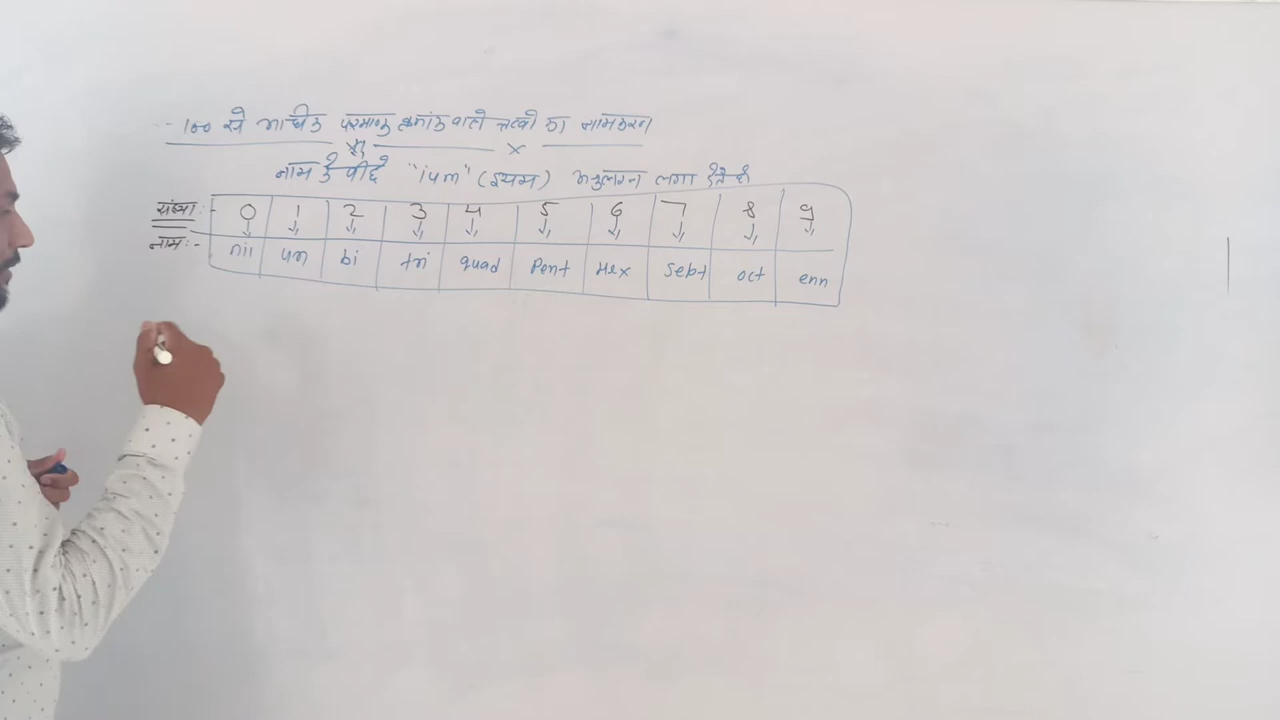 100 से अधिक परमाणु क्रमांक वाले तत्वों का नामकरण
नाम के पीछे "ium" (इयम) अनुलग्न लगा देते है
संख्या :- 0 1 2 3 4 5 6 7 8 9
नाम :- nil un bi tri quad Pent Hex Sept oct enn